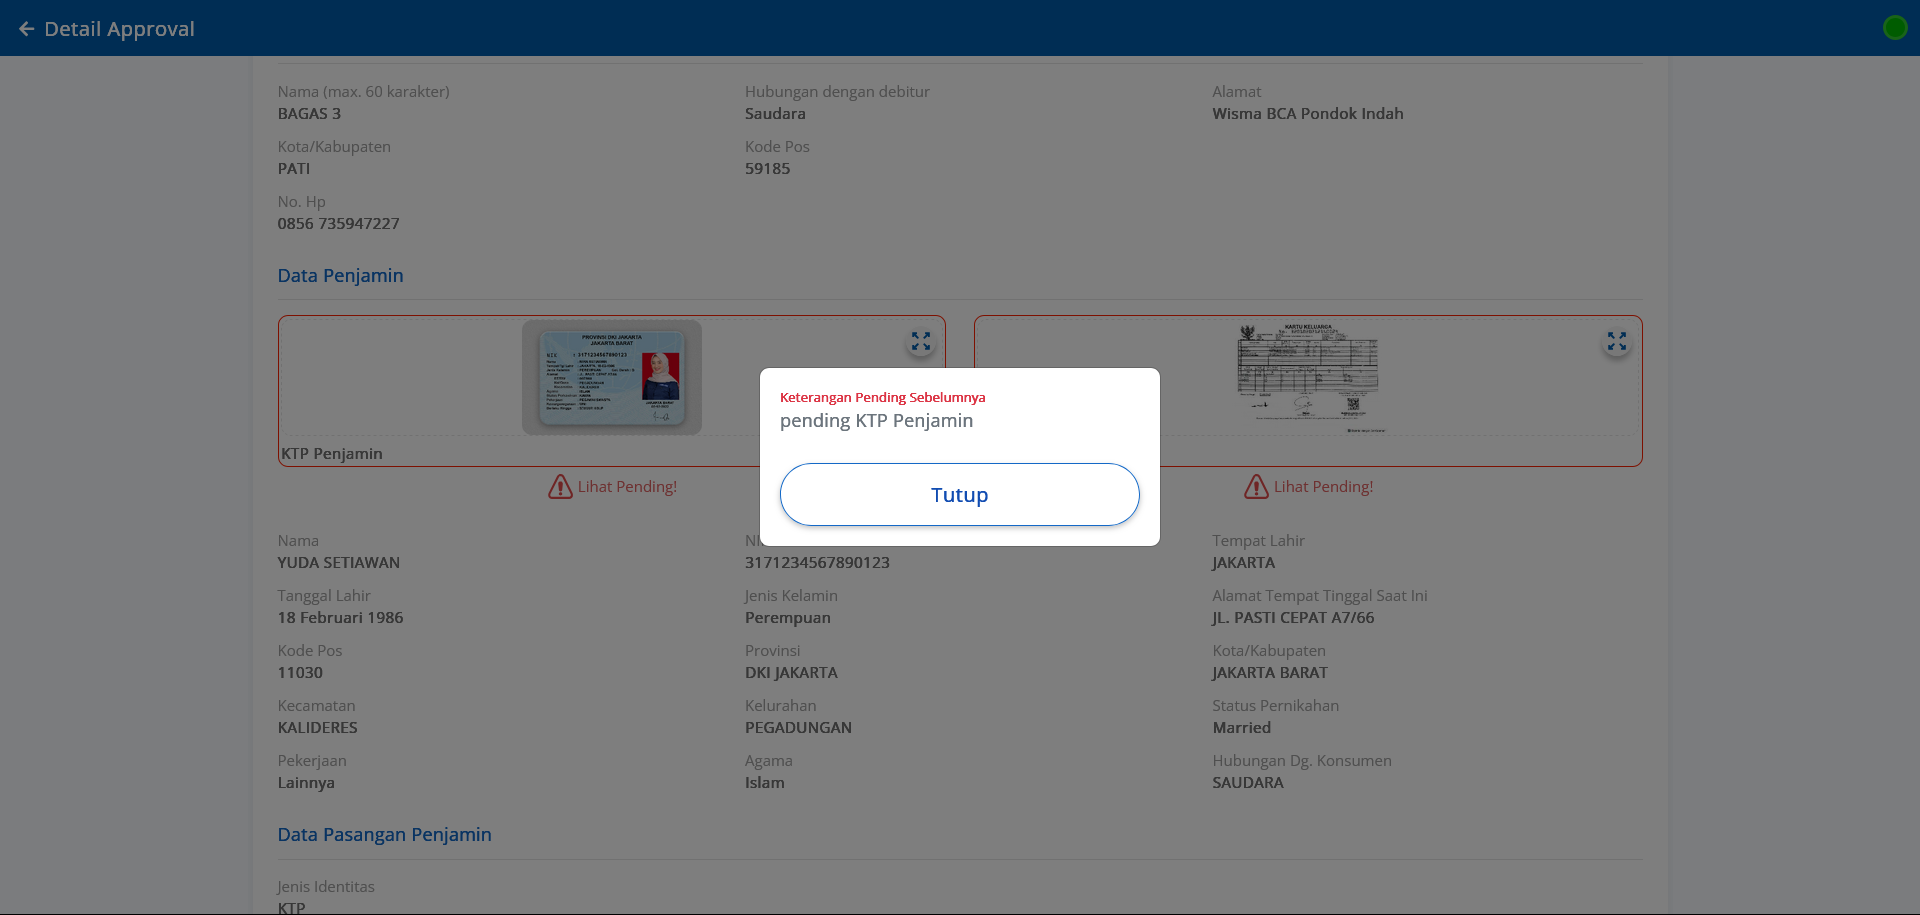 Detail Approval
Nama (max. 60 karakter)
BAGAS 3
Hubungan dengan debitur
Saudara
Alamat
Wisma BCA Pondok Indah
Kota/Kabupaten
PATI
Kode Pos
59185
No. Hp
0856 735947227
Data Penjamin
PROVINSI DKI JAKARTA
JAKARTA BARAT
3171234567890123
KARTU KELUARGA
KTP Penjamin
Lihat Pending!
Lihat Pending!
Keterangan Pending Sebelumnya
pending KTP Penjamin
Tutup
Nama
YUDA SETIAWAN
3171234567890123
Tempat Lahir
JAKARTA
Tanggal Lahir
18 Februari 1986
Jenis Kelamin
Perempuan
Alamat Tempat Tinggal Saat Ini
JL. PASTI CEPAT A7/66
Kode Pos
11030
Provinsi
DKI JAKARTA
Kota/Kabupaten
JAKARTA BARAT
Kecamatan
KALIDERES
Kelurahan
PEGADUNGAN
Status Pernikahan
Married
Pekerjaan
Lainnya
Agama
Islam
Hubungan Dg. Konsumen
SAUDARA
Data Pasangan Penjamin
Jenis Identitas
KTP